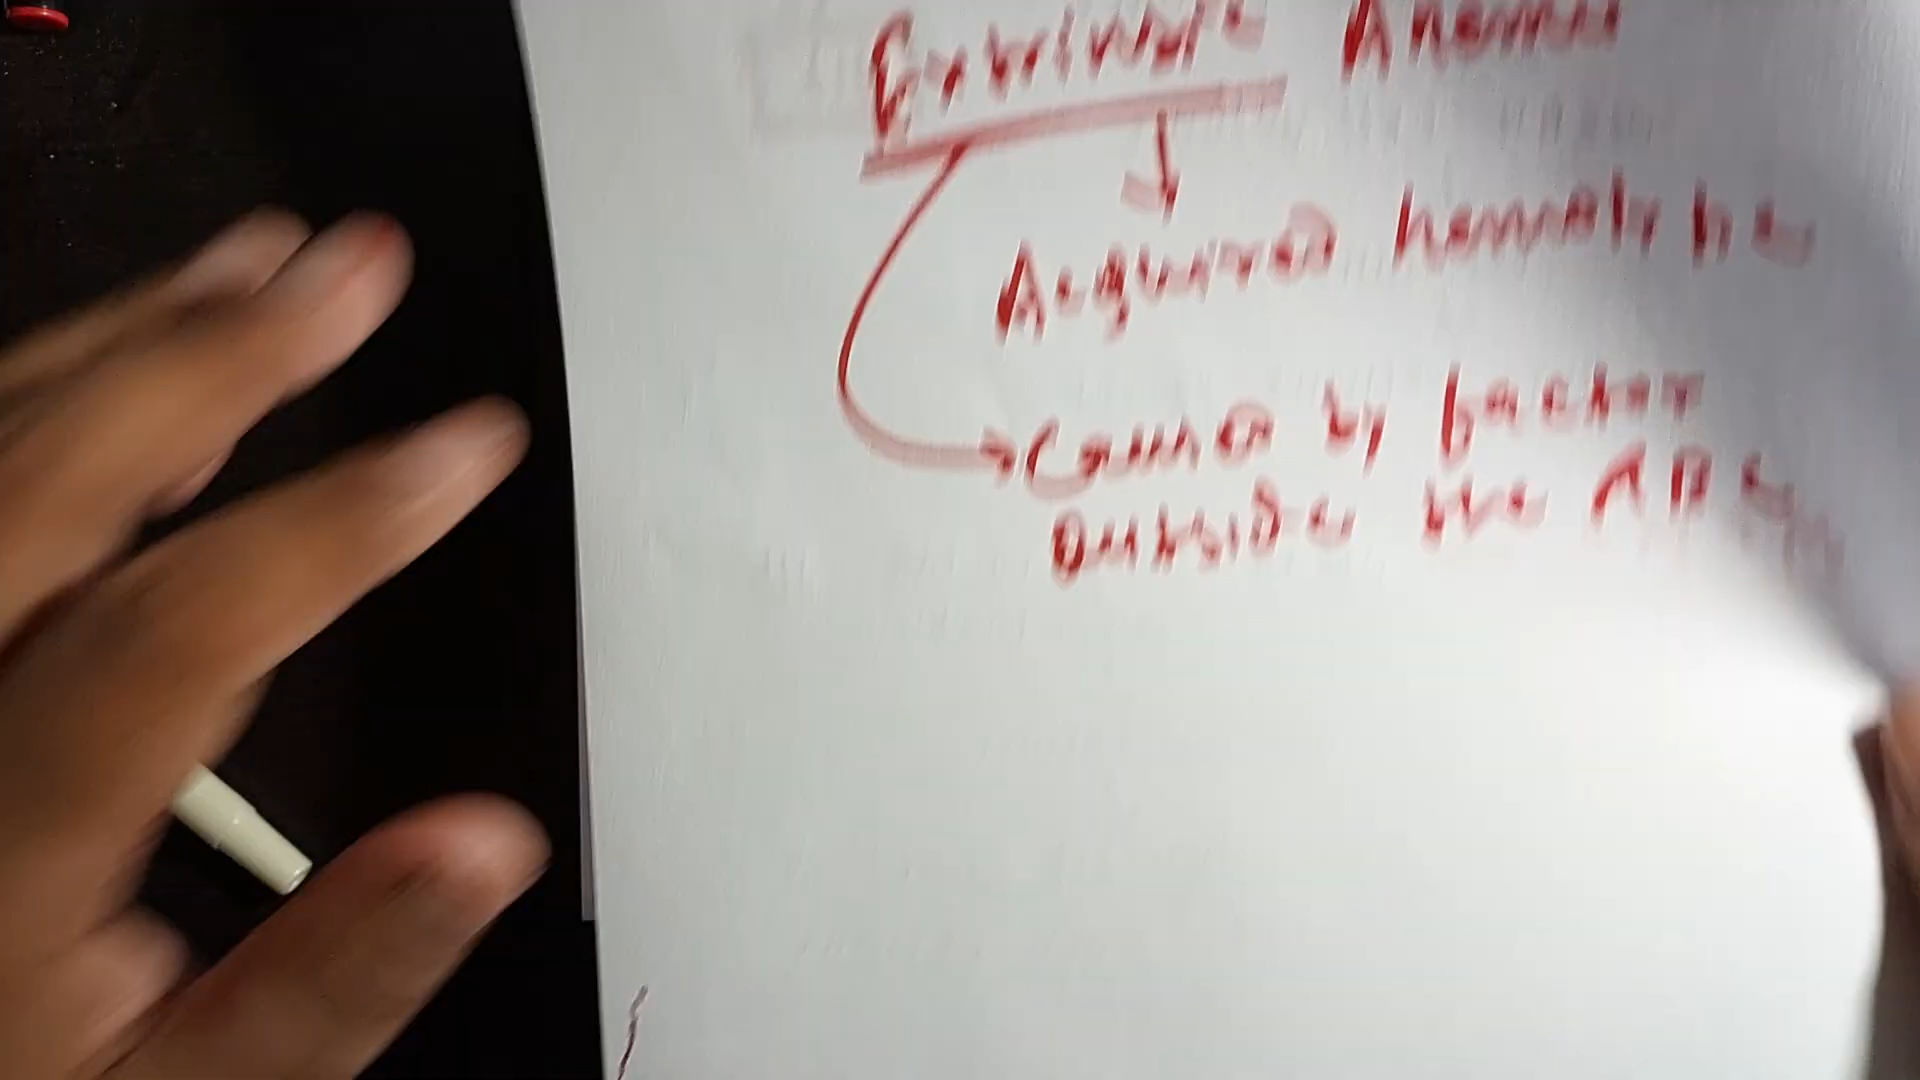 Extrinsic Anemia
Acquired hemolytic
Caused by factor
outside the RBC